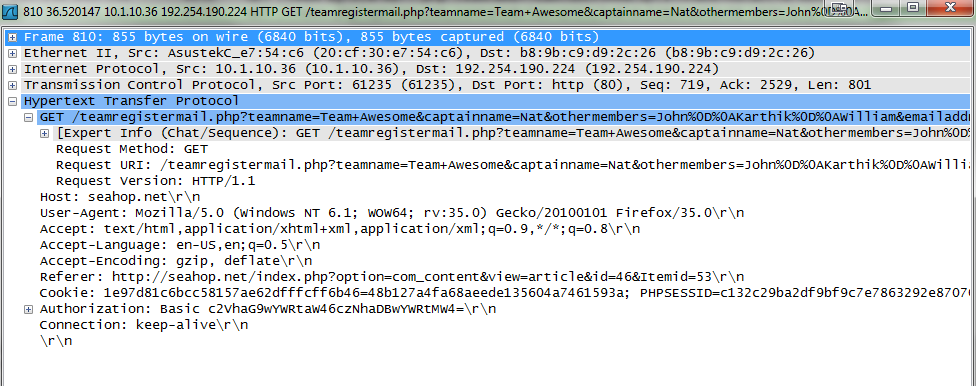 810 36.520147 10.1.10.36 192.254.190.224 HTTP GET /teamregistermail.php?teamname=Team+Awesome&captainname=Nat&othermembers=John%0D%0A...
Frame 810: 855 bytes on wire (6840 bits), 855 bytes captured (6840 bits)
Ethernet II, Src: AsustekC_e7:54:c6 (20:cf:30:e7:54:c6), Dst: b8:9b:c9:d9:2c:26 (b8:9b:c9:d9:2c:26)
Internet Protocol, Src: 10.1.10.36 (10.1.10.36), Dst: 192.254.190.224 (192.254.190.224)
Transmission Control Protocol, Src Port: 61235 (61235), Dst Port: http (80), Seq: 719, Ack: 2529, Len: 801
Hypertext Transfer Protocol
GET /teamregistermail.php?teamname=Team+Awesome&captainname=Nat&othermembers=John%0D%0AKarthik%0D%0AWilliam&emailaddr
[Expert Info (Chat/Sequence): GET /teamregistermail.php?teamname=Team+Awesome&captainname=Nat&othermembers=John%0D%
Request Method: GET
Request URI: /teamregistermail.php?teamname=Team+Awesome&captainname=Nat&othermembers=John%0D%0AKarthik%0D%0AWillia
Request Version: HTTP/1.1
Host: seahop.net\r\n
User-Agent: Mozilla/5.0 (Windows NT 6.1; WOW64; rv:35.0) Gecko/20100101 Firefox/35.0\r\n
Accept: text/html,application/xhtml+xml,application/xml;q=0.9,*/*;q=0.8\r\n
Accept-Language: en-US,en;q=0.5\r\n
Accept-Encoding: gzip, deflate\r\n
Referer: http://seahop.net/index.php?option=com_content&view=article&id=46&Itemid=53\r\n
Cookie: 1e97d81c6bcc58157ae62dfffcff6b46=48b127a4fa68aeede135604a7461593a; PHPSESSID=c132c29ba2df9bf9c7e7863292e8707
Authorization: Basic c2VhaG9wYWRtaW46czNhaDBwYWRtMW4=\r\n
Connection: keep-alive\r\n
\r\n